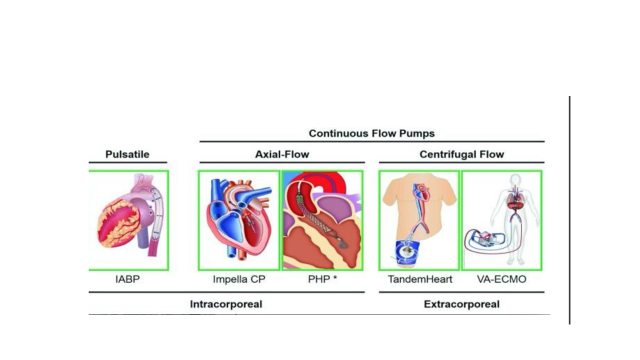 Continuous Flow Pumps
Pulsatile Axial-Flow Centrifugal Flow
IABP Impella CP PHP * TandemHeart VA-ECMO
Intracorporeal Extracorporeal